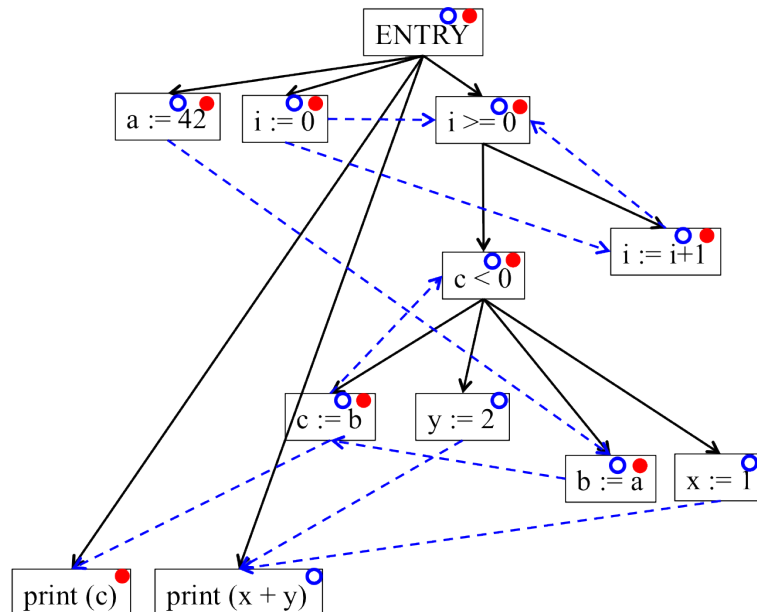 ENTRY
a := 42
i := 0
i >= 0
i := i+1
c < 0
c := b
y := 2
b := a
x := 1
print (c)
print (x + y)